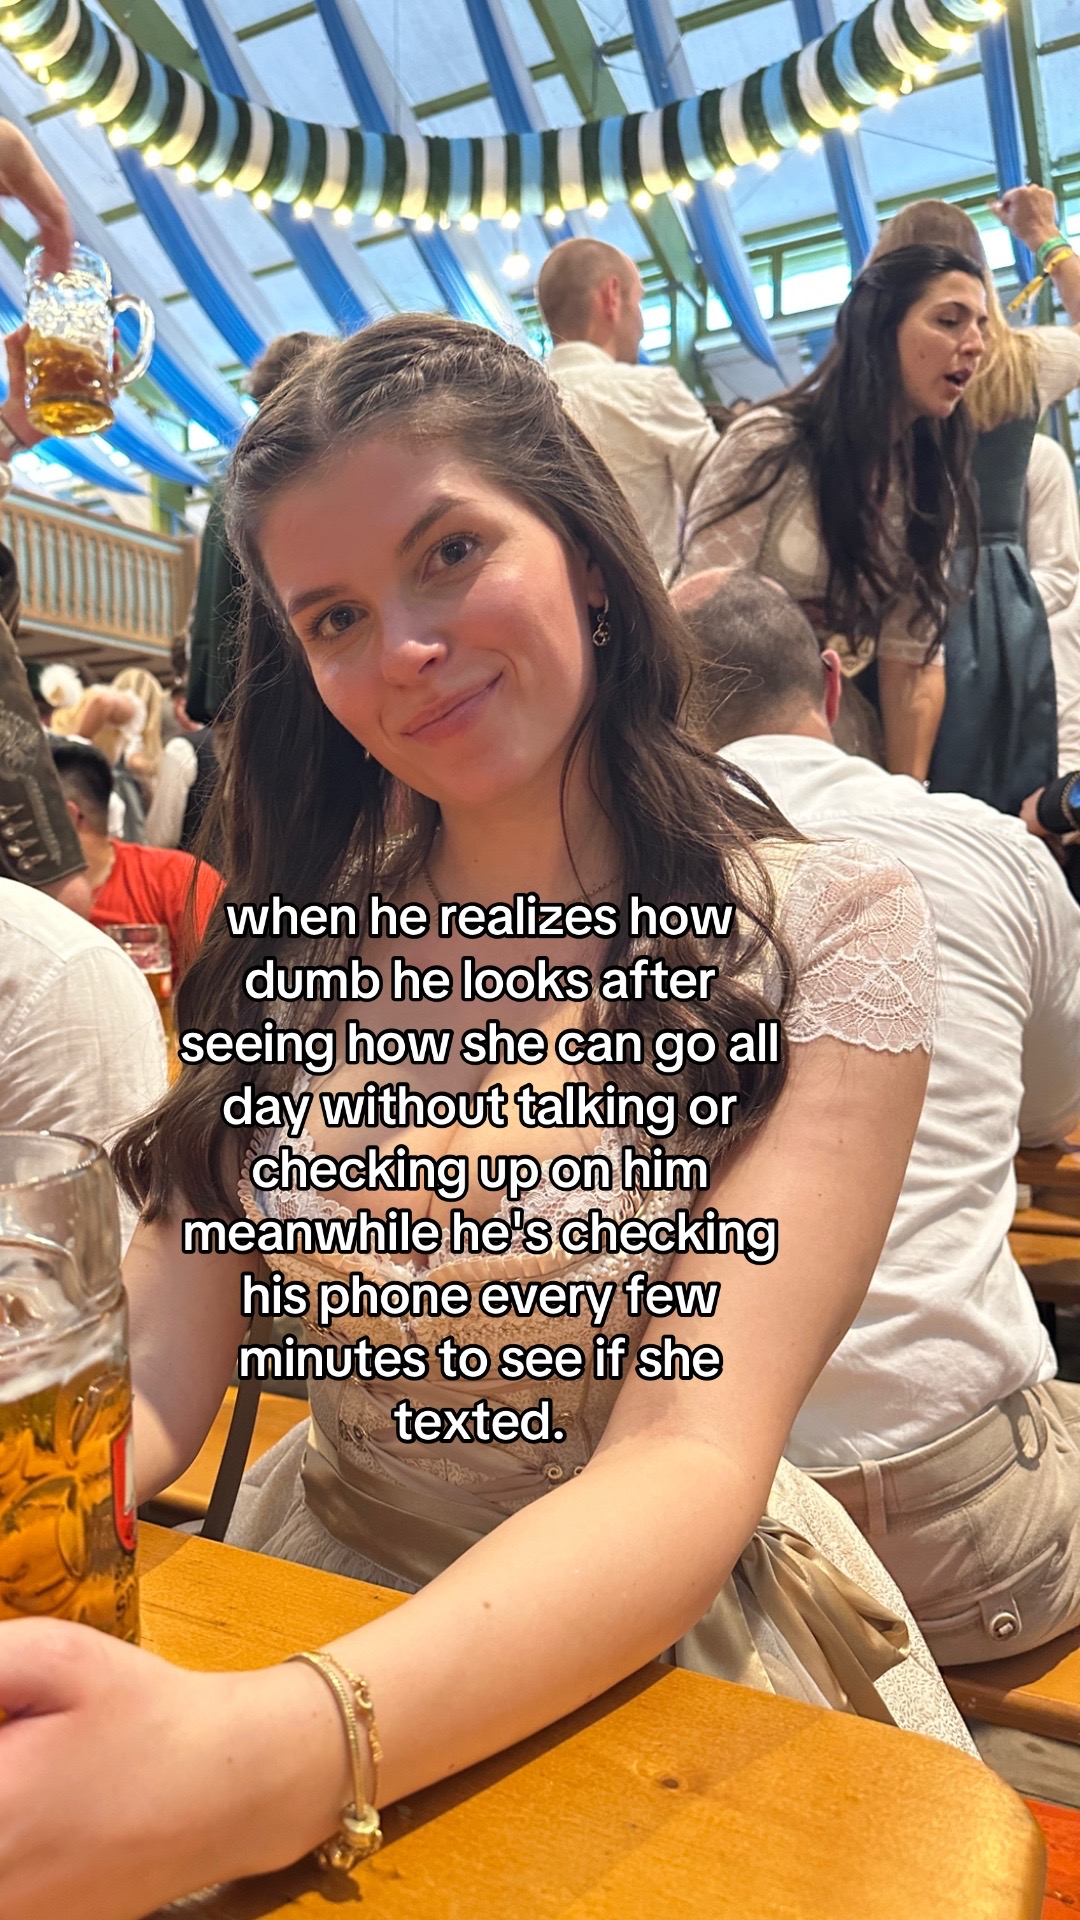 when he realizes how
dumb he looks after
seeing how she can go all
day without talking or
checking up on him
meanwhile he's checking
his phone every few
minutes to see if she
texted.